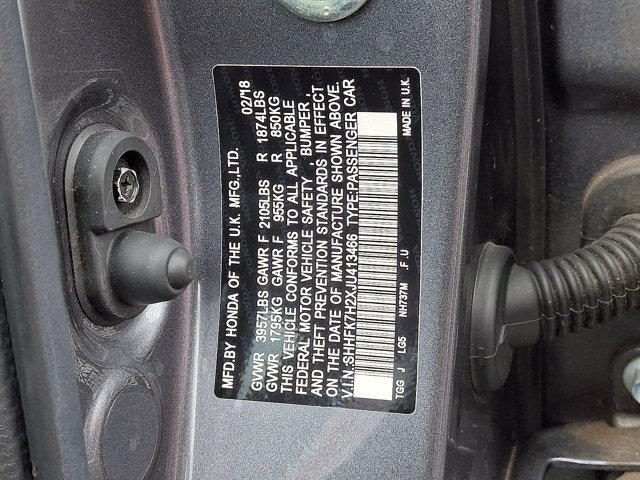 MFD.BY HONDA OF THE U.K. MFG.,LTD. 02/18
GVWR 3957LBS GAWR F 2105LBS R 1874LBS
GVWR 1795KG GAWR F 955KG R 850KG
THIS VEHICLE CONFORMS TO ALL APPLICABLE
FEDERAL MOTOR VEHICLE SAFETY , BUMPER ,
AND THEFT PREVENTION STANDARDS IN EFFECT
ON THE DATE OF MANUFACTURE SHOWN ABOVE.
V.I.N.:SHHFK7H2XJU413466 TYPE:PASSENGER CAR
TGG J LG5 NH737M .F.U MADE IN U.K.